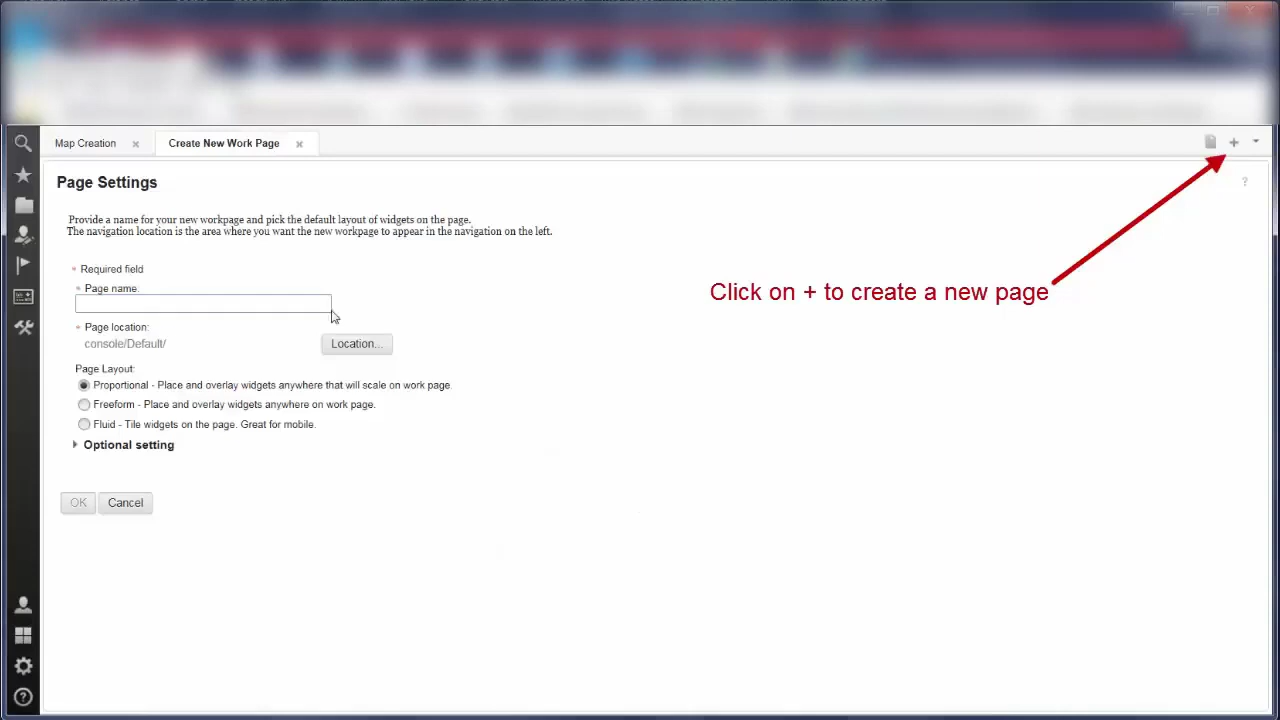 Map Creation
Create New Work Page
Page Settings
Provide a name for your new workpage and pick the default layout of widgets on the page.
The navigation location is the area where you want the new workpage to appear in the navigation on the left.
* Required field
* Page name:
* Page location:
console/Default/
Location...
Click on + to create a new page
Page Layout:
Proportional - Place and overlay widgets anywhere that will scale on work page.
Freeform - Place and overlay widgets anywhere on work page.
Fluid - Tile widgets on the page. Great for mobile.
Optional setting
OK
Cancel